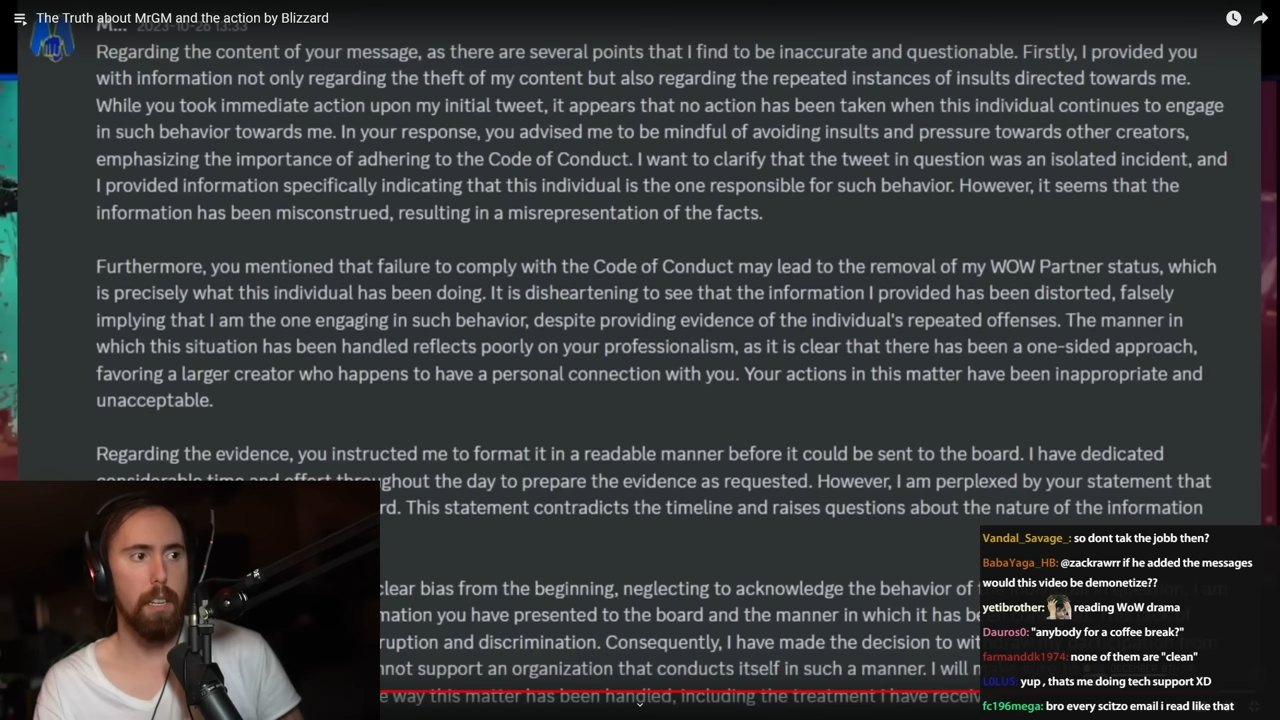 The Truth about MrGM and the action by Blizzard
M... 2023-10-28 13:33
Regarding the content of your message, as there are several points that I find to be inaccurate and questionable. Firstly, I provided you
with information not only regarding the theft of my content but also regarding the repeated instances of insults directed towards me.
While you took immediate action upon my initial tweet, it appears that no action has been taken when this individual continues to engage
in such behavior towards me. In your response, you advised me to be mindful of avoiding insults and pressure towards other creators,
emphasizing the importance of adhering to the Code of Conduct. I want to clarify that the tweet in question was an isolated incident, and
I provided information specifically indicating that this individual is the one responsible for such behavior. However, it seems that the
information has been misconstrued, resulting in a misrepresentation of the facts.
Furthermore, you mentioned that failure to comply with the Code of Conduct may lead to the removal of my WOW Partner status, which
is precisely what this individual has been doing. It is disheartening to see that the information I provided has been distorted, falsely
implying that I am the one engaging in such behavior, despite providing evidence of the individual's repeated offenses. The manner in
which this situation has been handled reflects poorly on your professionalism, as it is clear that there has been a one-sided approach,
favoring a larger creator who happens to have a personal connection with you. Your actions in this matter have been inappropriate and
unacceptable.
Regarding the evidence, you instructed me to format it in a readable manner before it could be sent to the board. I have dedicated
considerable time and effort throughout the day to prepare the evidence as requested. However, I am perplexed by your statement that
rd. This statement contradicts the timeline and raises questions about the nature of the information
clear bias from the beginning, neglecting to acknowledge the behavior of
mation you have presented to the board and the manner in which it has be
ruption and discrimination. Consequently, I have made the decision to wit
not support an organization that conducts itself in such a manner. I will
e way this matter has been handled, including the treatment I have receiv
Vandal_Savage_: so dont tak the jobb then?
BabaYaga_HB: @zackrawrr if he added the messages
would this video be demonetize??
yetibrother: reading WoW drama
Dauros0: "anybody for a coffee break?"
farmanddk1974: none of them are "clean"
L0LU5: yup , thats me doing tech support XD
fc196mega: bro every scitzo email i read like that